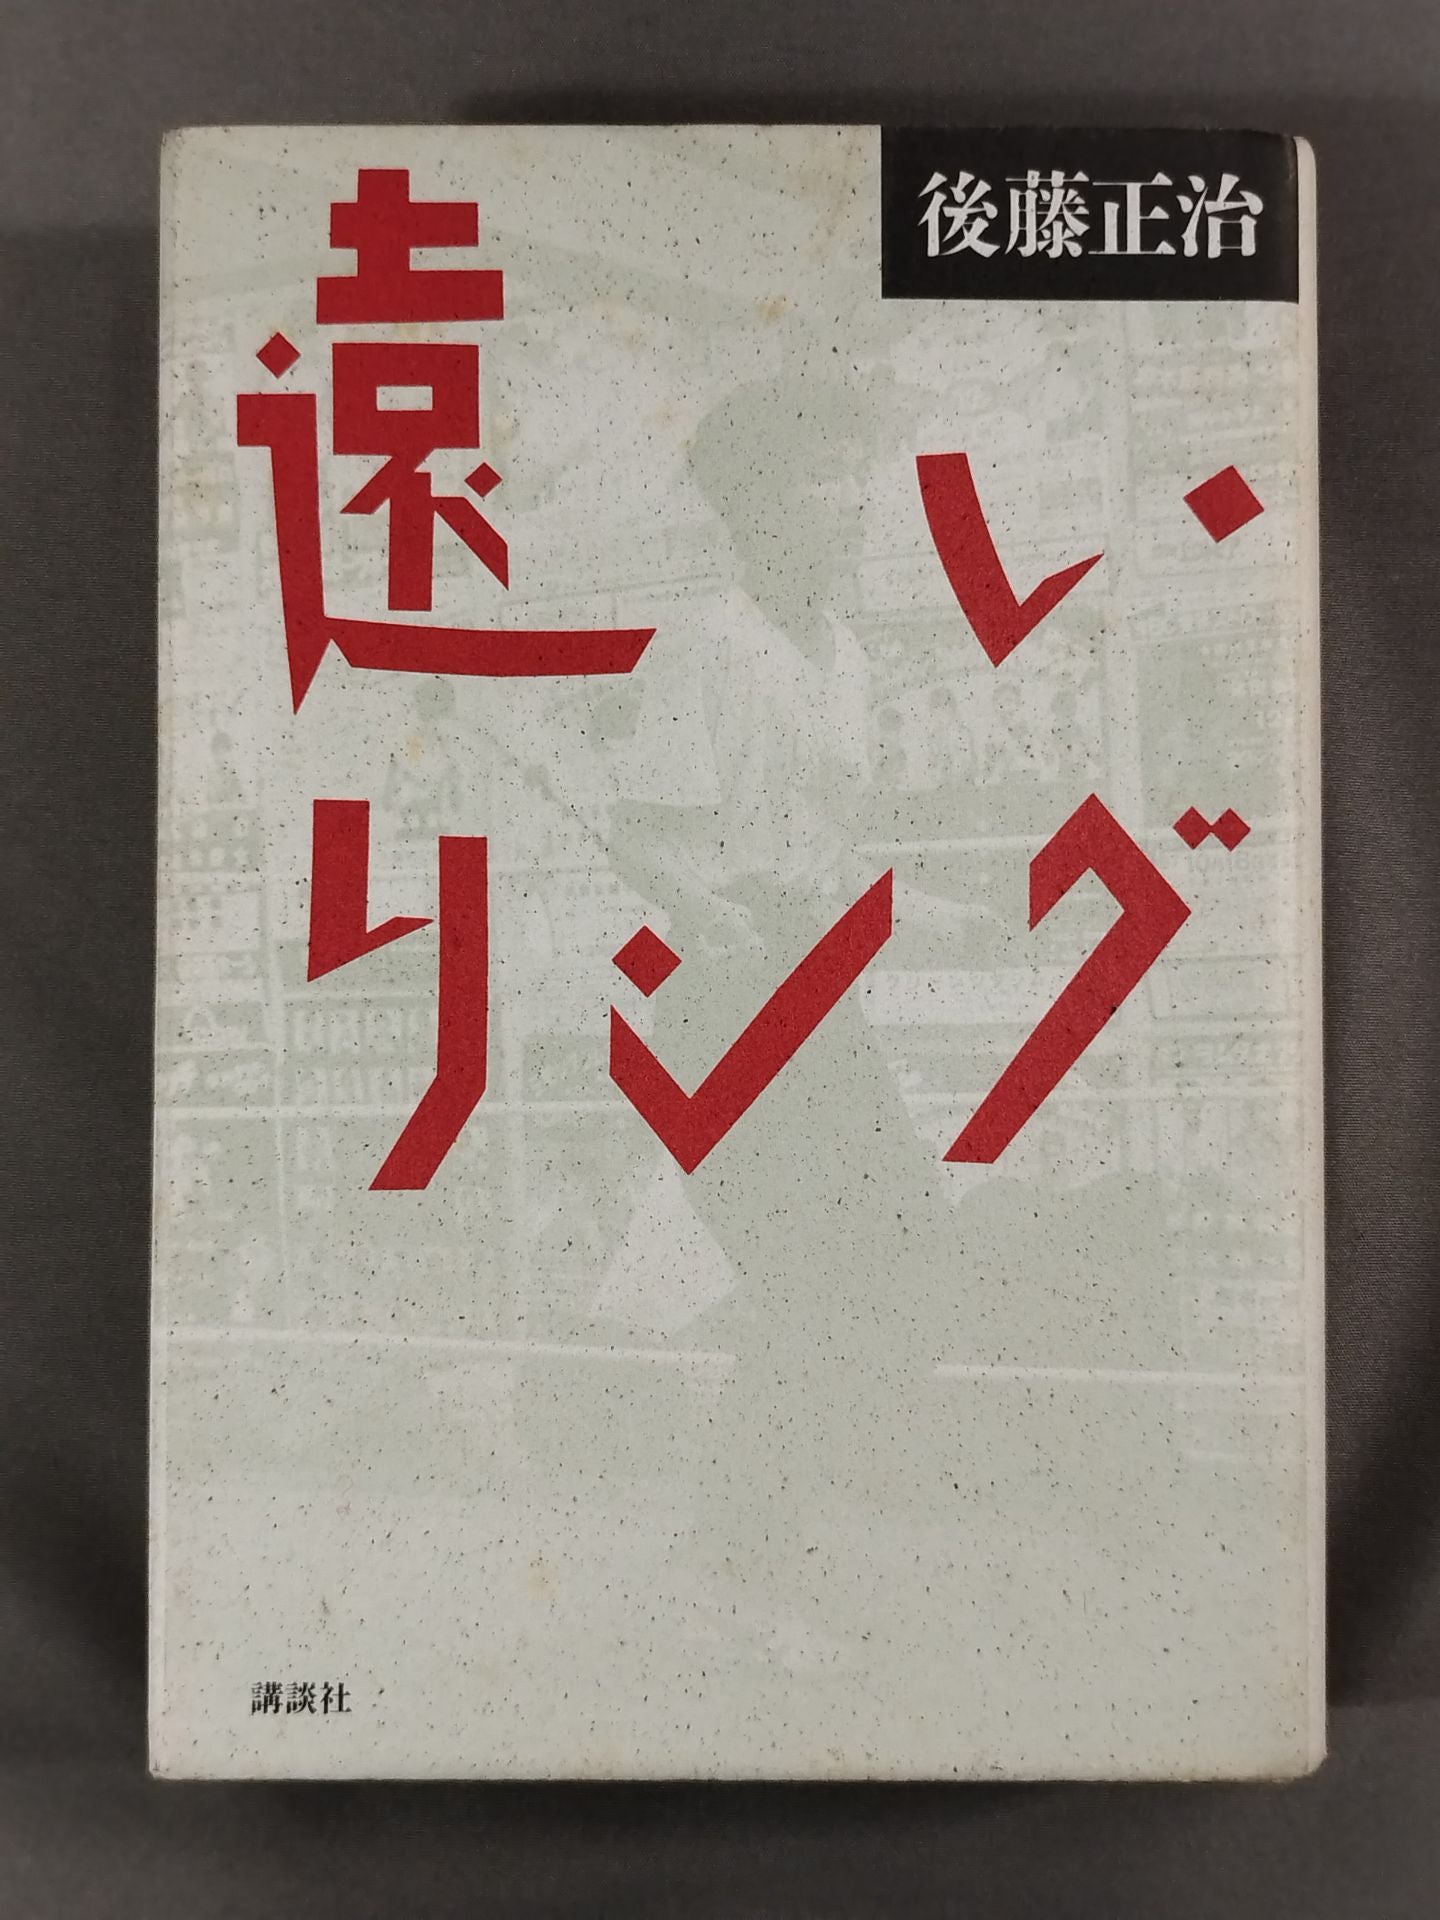 後藤正治
遠い
リング
講談社